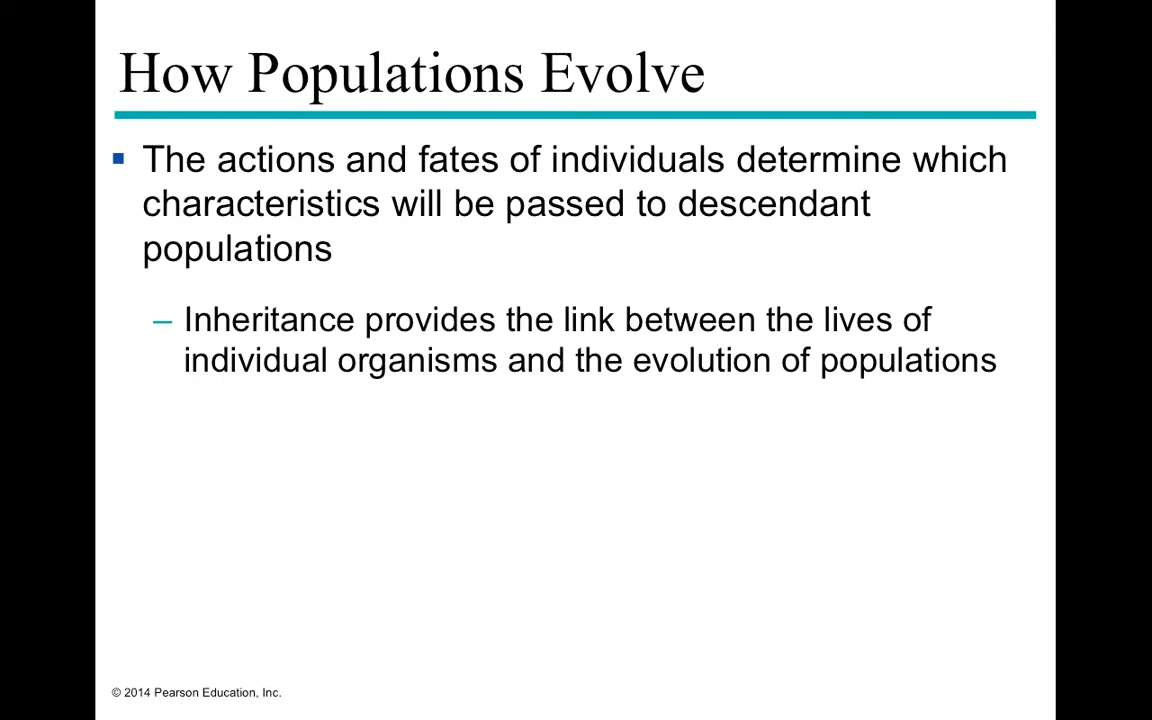 How Populations Evolve
▪ The actions and fates of individuals determine which
characteristics will be passed to descendant
populations
– Inheritance provides the link between the lives of
individual organisms and the evolution of populations
© 2014 Pearson Education, Inc.